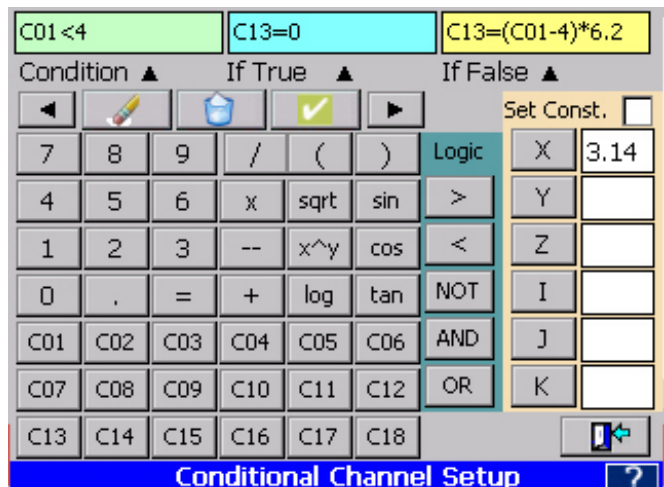 C01<4 C13=0 C13=(C01-4)*6.2
Condition ▲ If True ▲ If False ▲
Set Const.
7 8 9 / ( ) Logic X 3.14
4 5 6 x sqrt sin > Y
1 2 3 -- x^y cos < Z
0 . = + log tan NOT I
C01 C02 C03 C04 C05 C06 AND J
C07 C08 C09 C10 C11 C12 OR K
C13 C14 C15 C16 C17 C18
Conditional Channel Setup ?